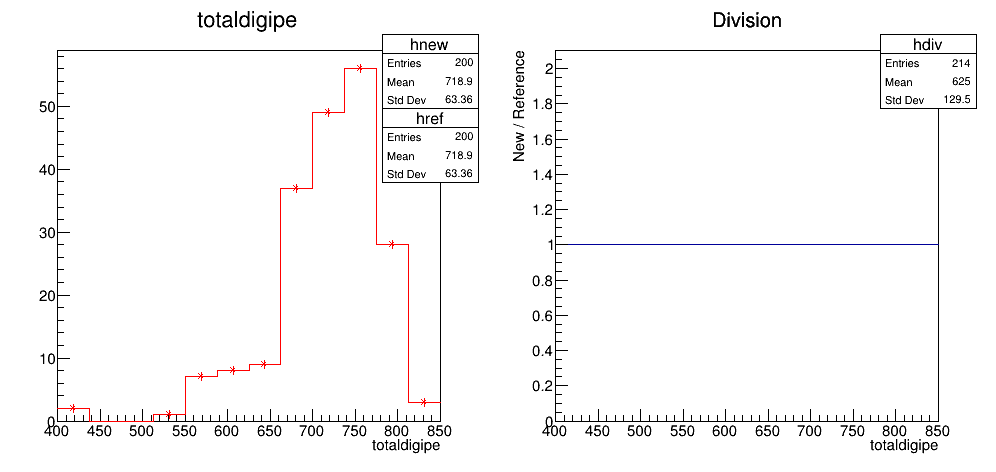 totaldigipe
hnew
Entries 200
Mean 718.9
Std Dev 63.36
href
Entries 200
Mean 718.9
Std Dev 63.36
50
40
30
20
10
0
400 450 500 550 600 650 700 750 800 850
totaldigipe
Division
hdiv
Entries 214
Mean 625
Std Dev 129.5
New / Reference
2
1.8
1.6
1.4
1.2
1
0.8
0.6
0.4
0.2
0
400 450 500 550 600 650 700 750 800 850
totaldigipe